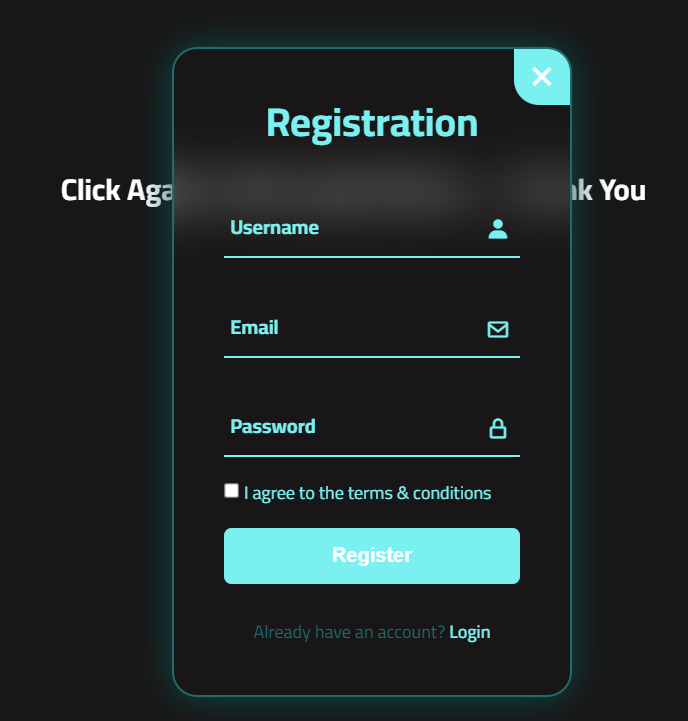 Registration
Click Aga nk You
Username
Email
Password
I agree to the terms & conditions
Register
Already have an account? Login